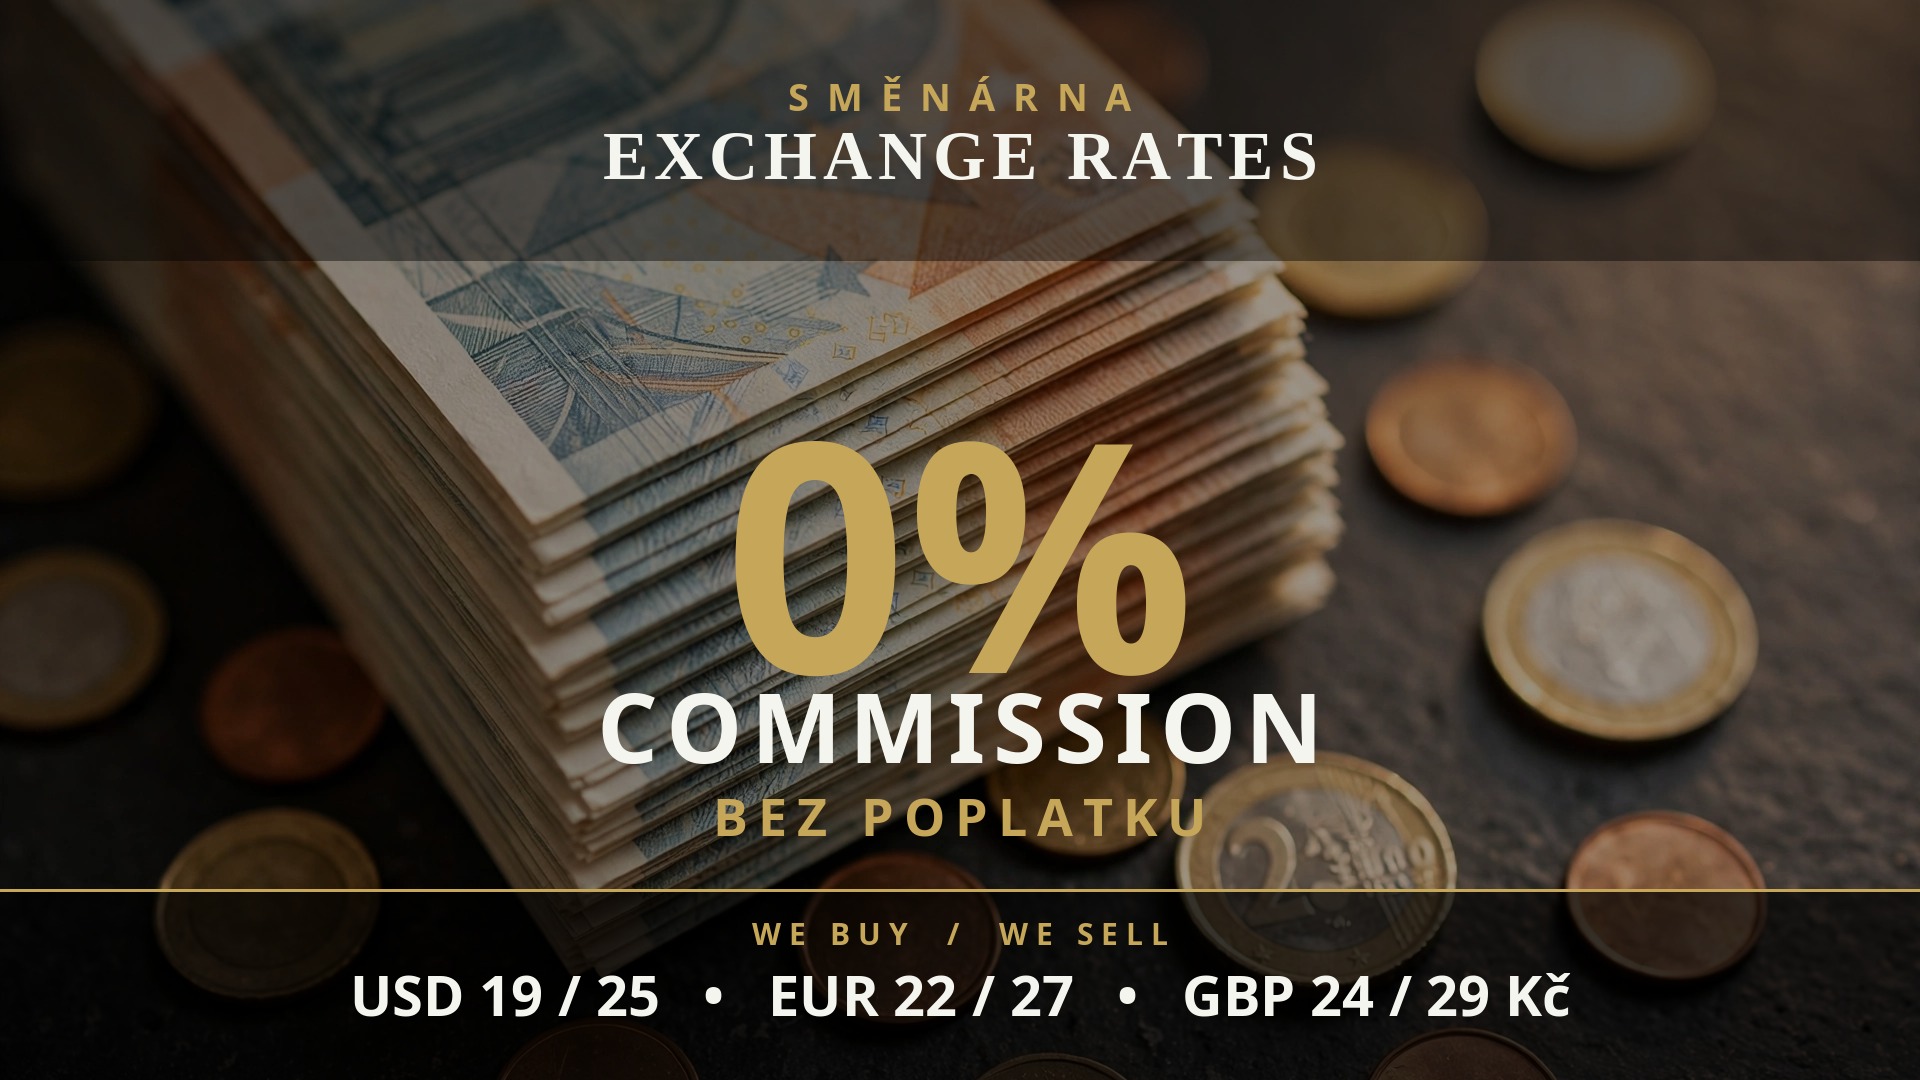 SMĚNÁRNA
EXCHANGE RATES
0%
COMMISSION
BEZ POPLATKU
WE BUY / WE SELL
USD 19 / 25 • EUR 22 / 27 • GBP 24 / 29 Kč